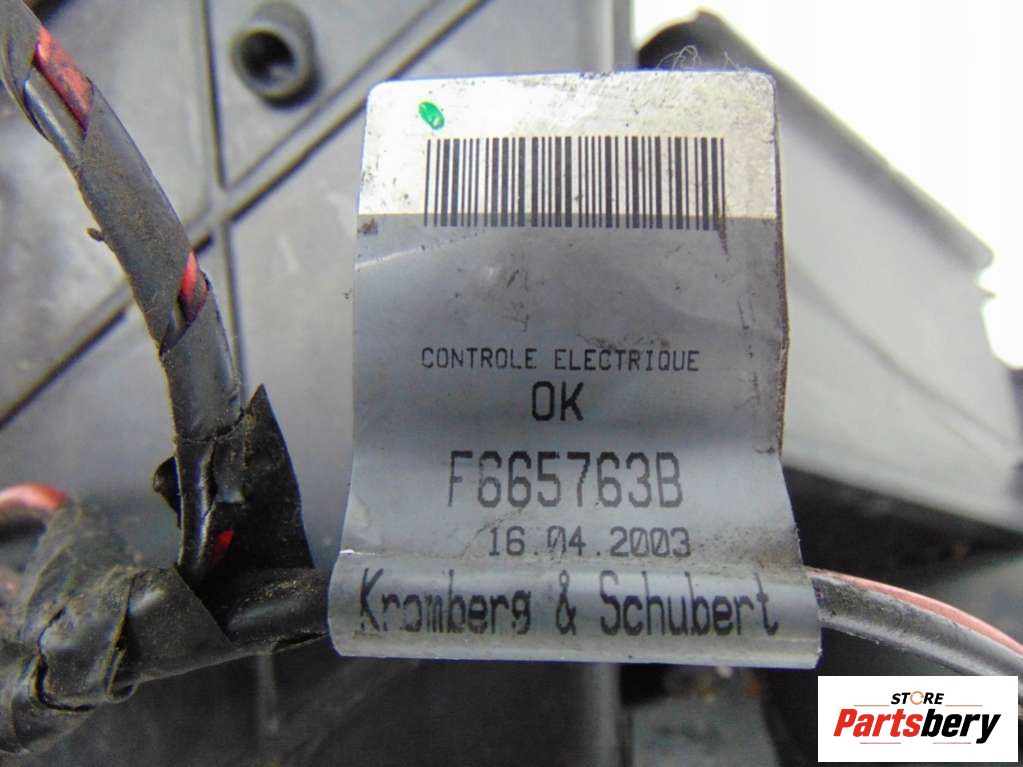 CONTROLE ELECTRIQUE
OK
F665763B
16.04.2003
Kromberg & Schubert
STORE
Partsbery